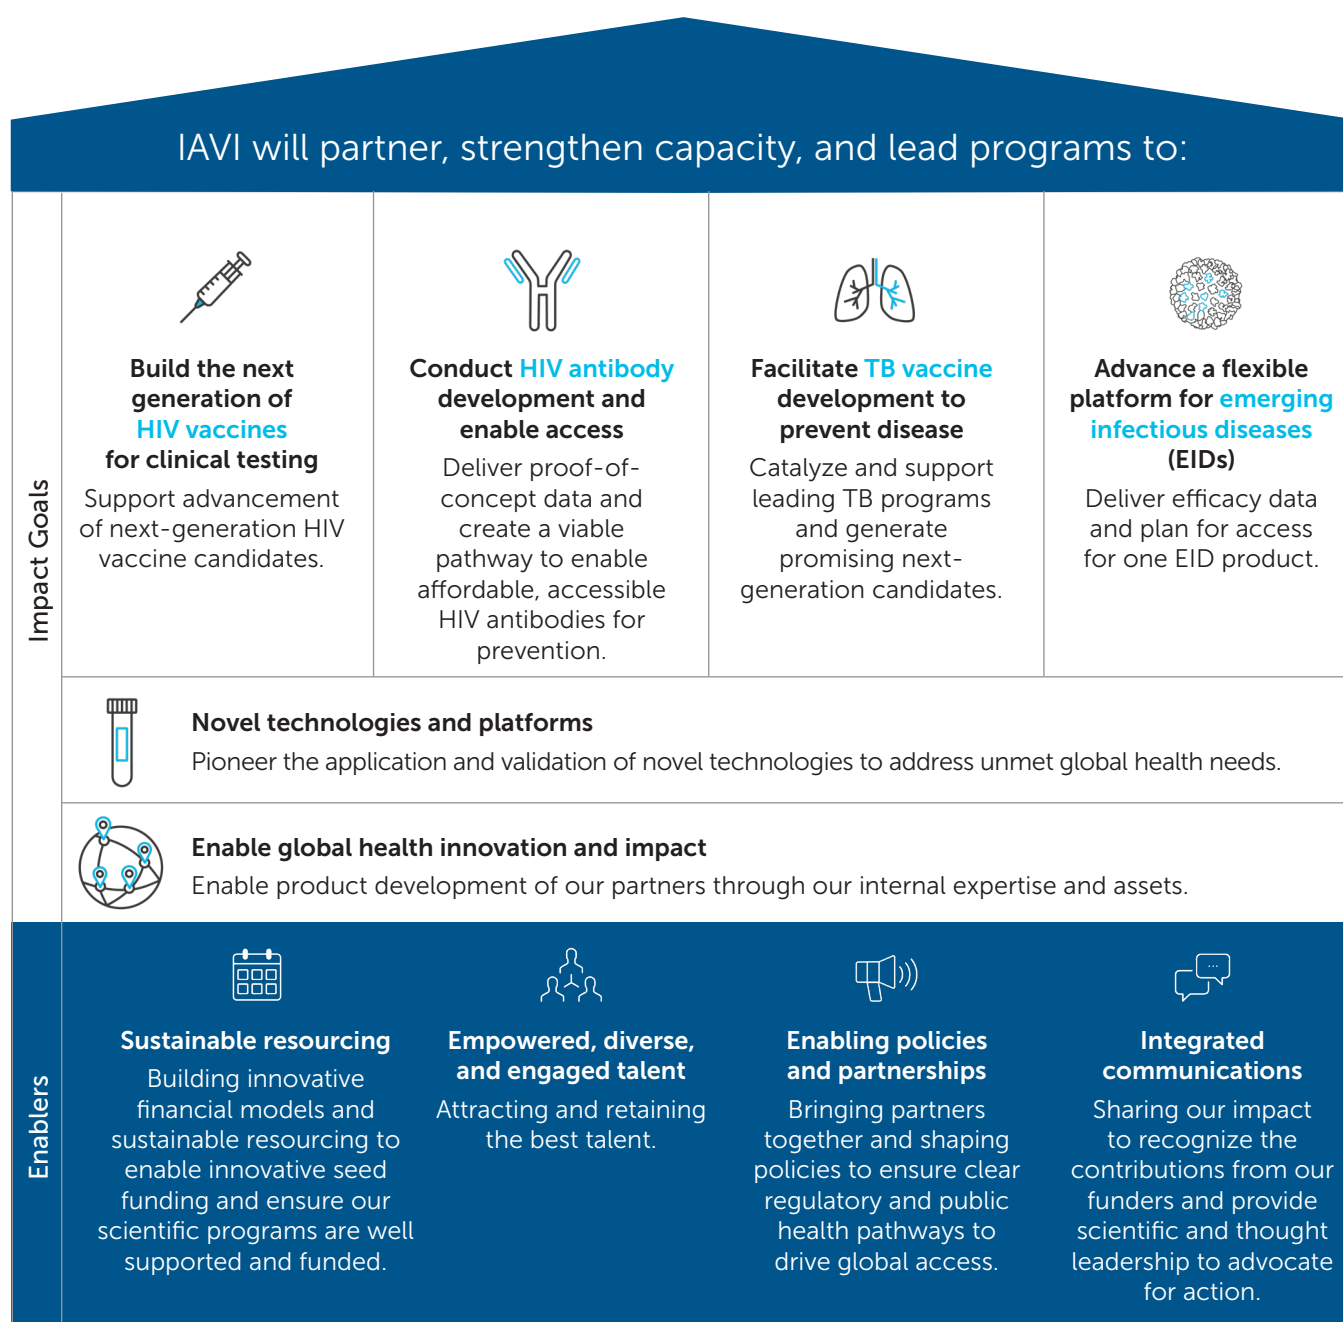 IAVI will partner, strengthen capacity, and lead programs to:
Impact Goals
Build the next
generation of
HIV vaccines
for clinical testing
Support advancement
of next-generation HIV
vaccine candidates.
Conduct HIV antibody
development and
enable access
Deliver proof-of-
concept data and
create a viable
pathway to enable
affordable, accessible
HIV antibodies for
prevention.
Facilitate TB vaccine
development to
prevent disease
Catalyze and support
leading TB programs
and generate
promising next-
generation candidates.
Advance a flexible
platform for emerging
infectious diseases
(EIDs)
Deliver efficacy data
and plan for access
for one EID product.
Novel technologies and platforms
Pioneer the application and validation of novel technologies to address unmet global health needs.
Enable global health innovation and impact
Enable product development of our partners through our internal expertise and assets.
Enablers
Sustainable resourcing
Building innovative
financial models and
sustainable resourcing to
enable innovative seed
funding and ensure our
scientific programs are well
supported and funded.
Empowered, diverse,
and engaged talent
Attracting and retaining
the best talent.
Enabling policies
and partnerships
Bringing partners
together and shaping
policies to ensure clear
regulatory and public
health pathways to
drive global access.
Integrated
communications
Sharing our impact
to recognize the
contributions from our
funders and provide
scientific and thought
leadership to advocate
for action.